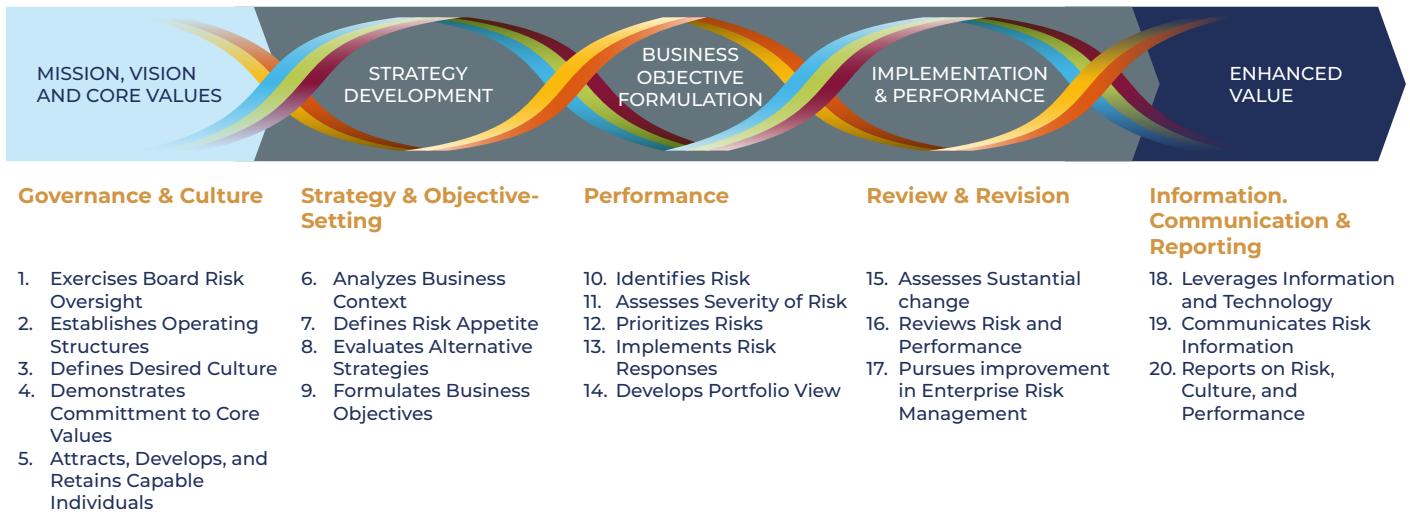 MISSION, VISION
AND CORE VALUES
STRATEGY
DEVELOPMENT
BUSINESS
OBJECTIVE
FORMULATION
IMPLEMENTATION
& PERFORMANCE
ENHANCED
VALUE
Governance & Culture
1. Exercises Board Risk
Oversight
2. Establishes Operating
Structures
3. Defines Desired Culture
4. Demonstrates
Committment to Core
Values
5. Attracts, Develops, and
Retains Capable
Individuals
Strategy & Objective-
Setting
6. Analyzes Business
Context
7. Defines Risk Appetite
8. Evaluates Alternative
Strategies
9. Formulates Business
Objectives
Performance
10. Identifies Risk
11. Assesses Severity of Risk
12. Prioritizes Risks
13. Implements Risk
Responses
14. Develops Portfolio View
Review & Revision
15. Assesses Sustantial
change
16. Reviews Risk and
Performance
17. Pursues improvement
in Enterprise Risk
Management
Information.
Communication &
Reporting
18. Leverages Information
and Technology
19. Communicates Risk
Information
20. Reports on Risk,
Culture, and
Performance